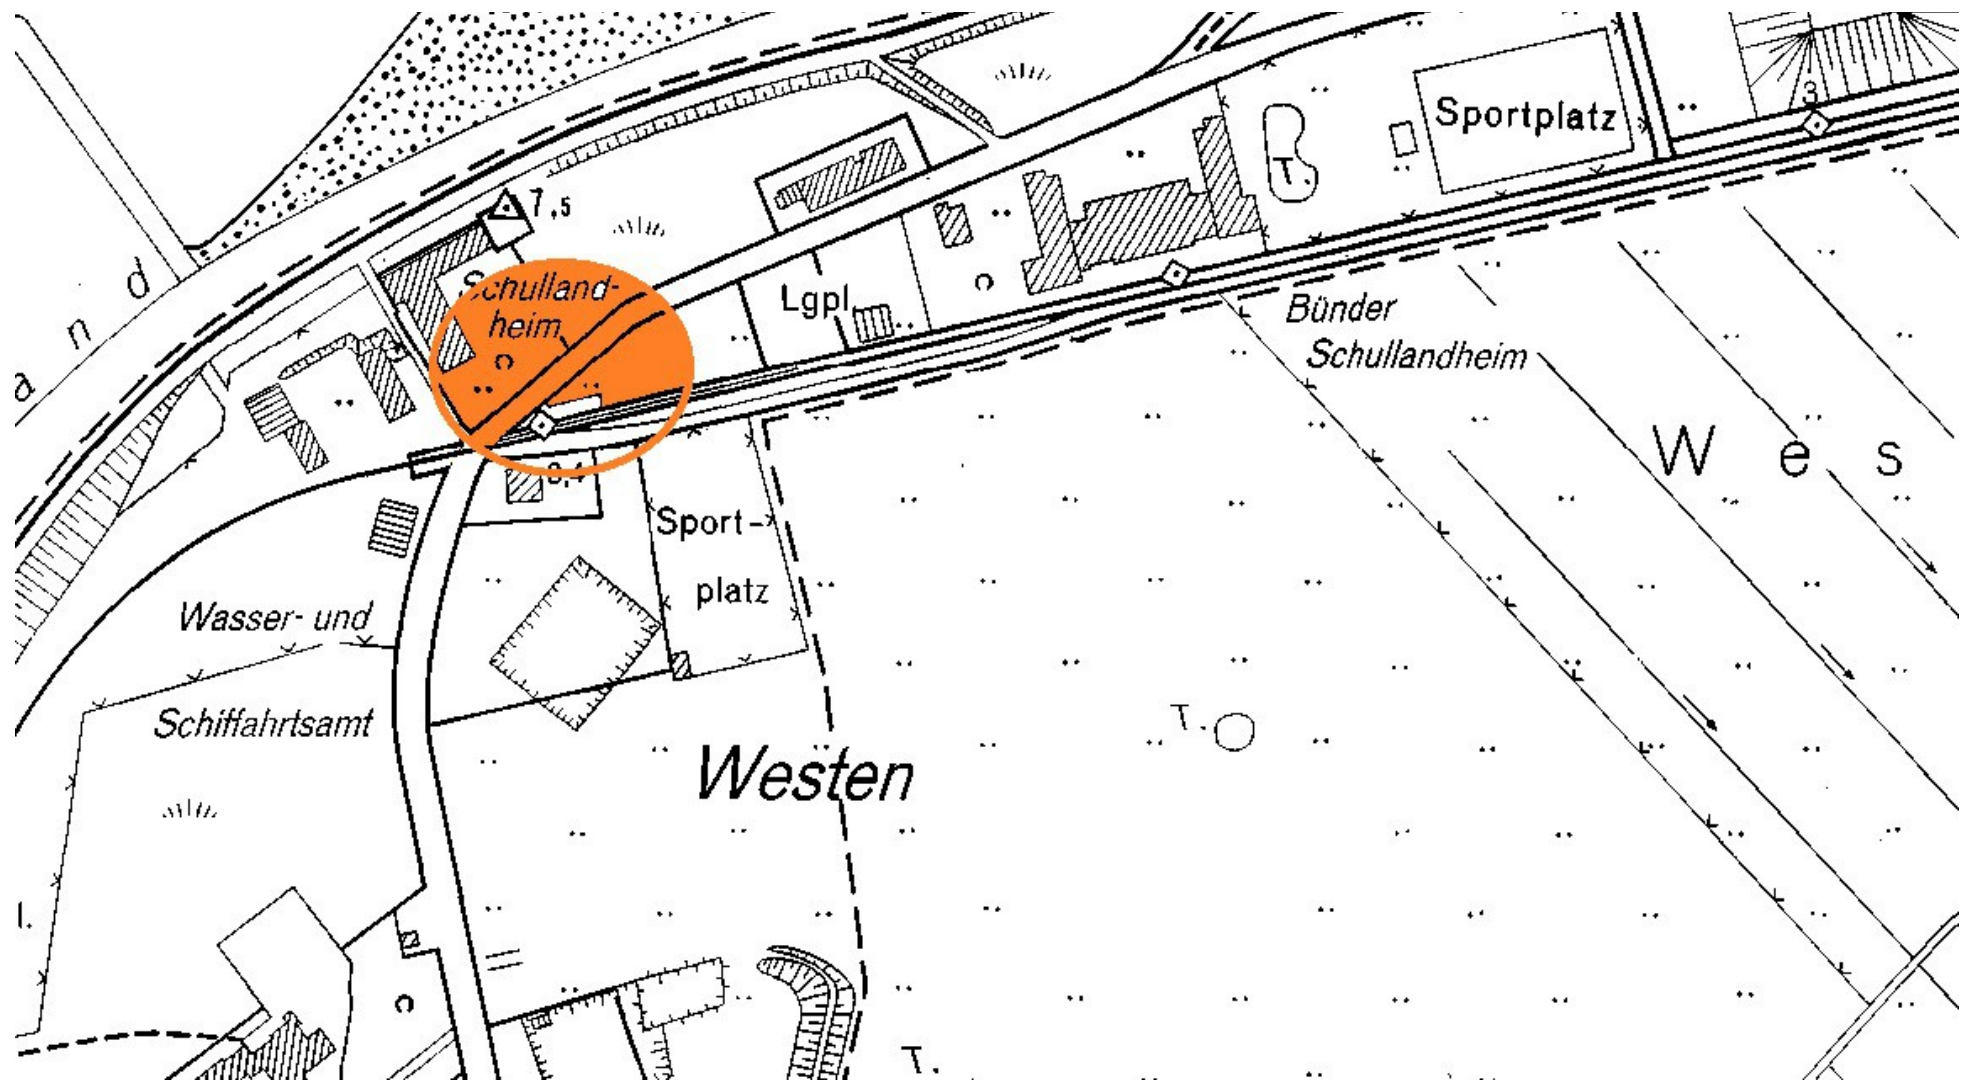 Sportplatz
3
7,5
Schulland-
heim
Lgpl.
T.
Bünder
Schullandheim
a n d
W e s
Sport-
platz
Wasser- und
Schiffahrtsamt
T.
Westen
T.